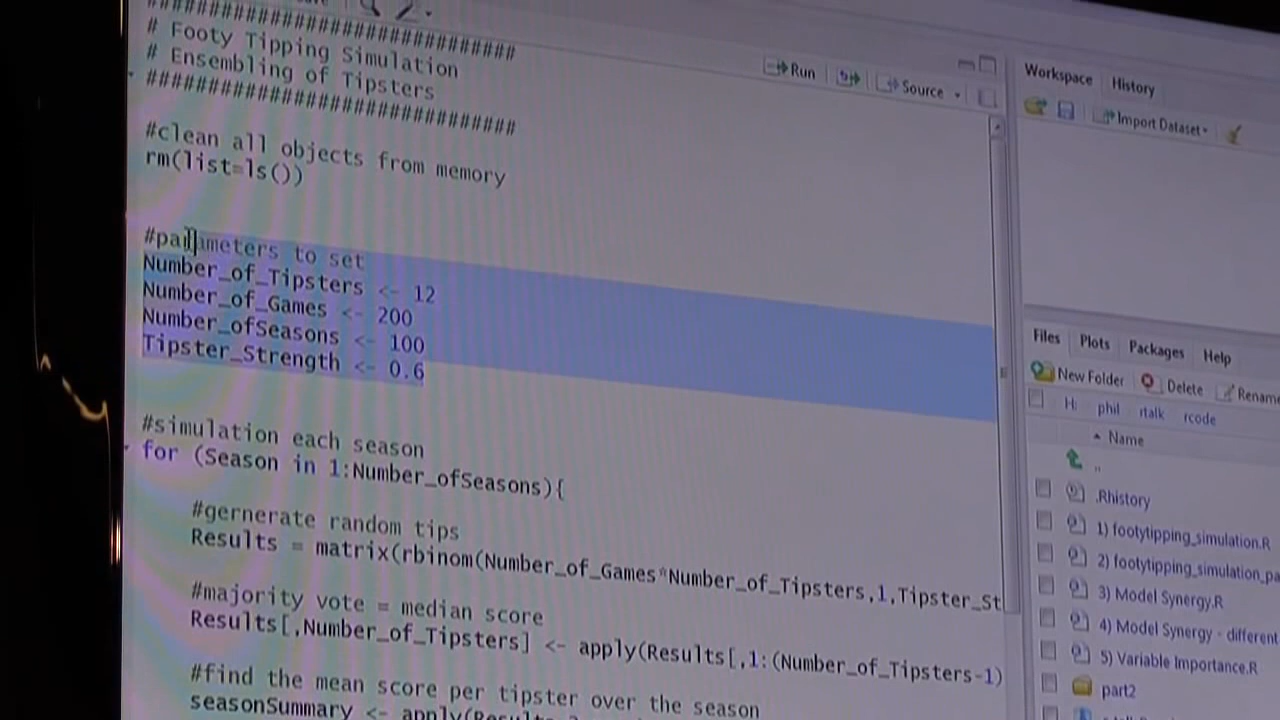 ##############################
# Footy Tipping Simulation
# Ensembling of Tipsters
##############################
#clean all objects from memory
rm(list=ls())
#parameters to set
Number_of_Tipsters <- 12
Number_of_Games <- 200
Number_ofSeasons <- 100
Tipster_Strength <- 0.6
#simulation each season
for (Season in 1:Number_ofSeasons){
#gernerate random tips
Results = matrix(rbinom(Number_of_Games*Number_of_Tipsters,1,Tipster_St
#majority vote = median score
Results[,Number_of_Tipsters] <- apply(Results[,1:(Number_of_Tipsters-1)
#find the mean score per tipster over the season
seasonSummary <- apply(Results
Run
Source
Workspace History
Import Dataset
Files Plots Packages Help
New Folder Delete Rename
H: phil rtalk rcode
Name
..
.Rhistory
1) footytipping_simulation.R
2) footytipping_simulation_pa
3) Model Synergy.R
4) Model Synergy - different
5) Variable Importance.R
part2